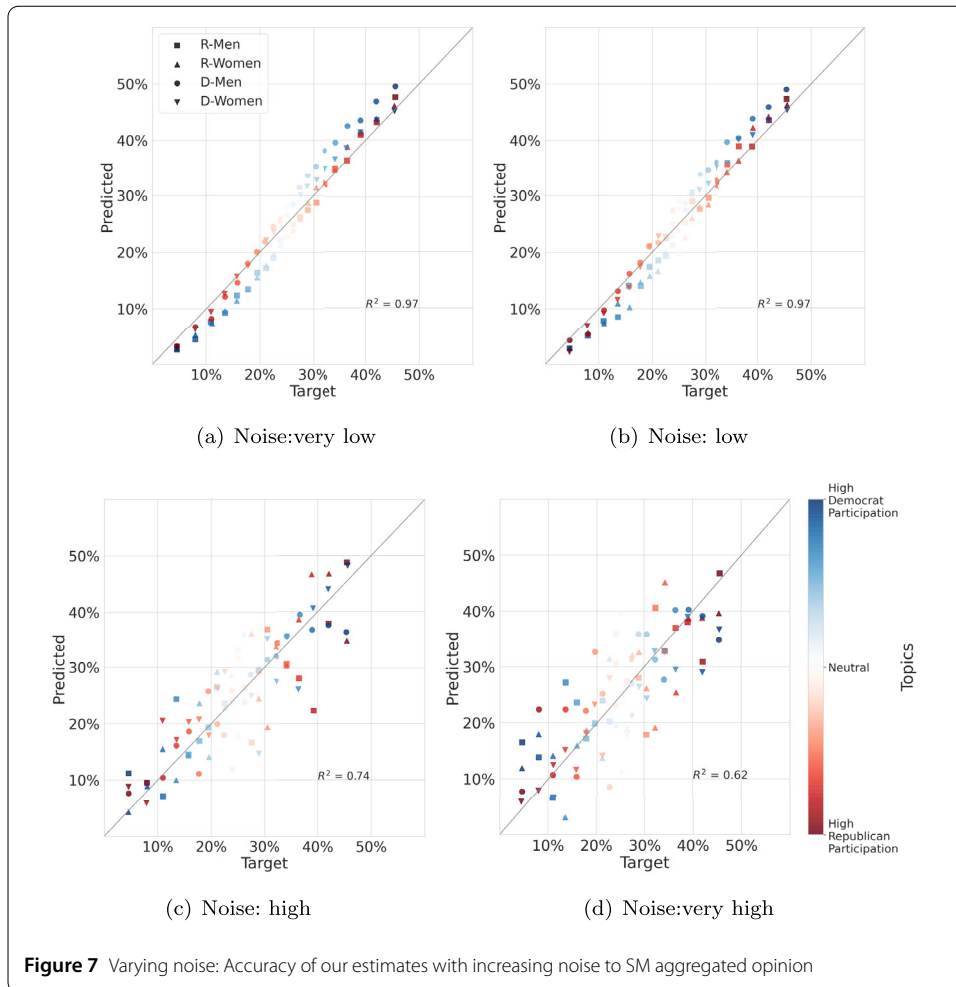 R-Men
R-Women
D-Men
D-Women
50%
40%
30%
20%
10%
Predicted
R² = 0.97
10% 20% 30% 40% 50%
Target
(a) Noise:very low
50%
40%
30%
20%
10%
Predicted
R² = 0.97
10% 20% 30% 40% 50%
Target
(b) Noise: low
50%
40%
30%
20%
10%
Predicted
R² = 0.74
10% 20% 30% 40% 50%
Target
(c) Noise: high
50%
40%
30%
20%
10%
Predicted
R² = 0.62
10% 20% 30% 40% 50%
Target
(d) Noise:very high
High
Democrat
Participation
Neutral
Topics
High
Republican
Participation
Figure 7 Varying noise: Accuracy of our estimates with increasing noise to SM aggregated opinion